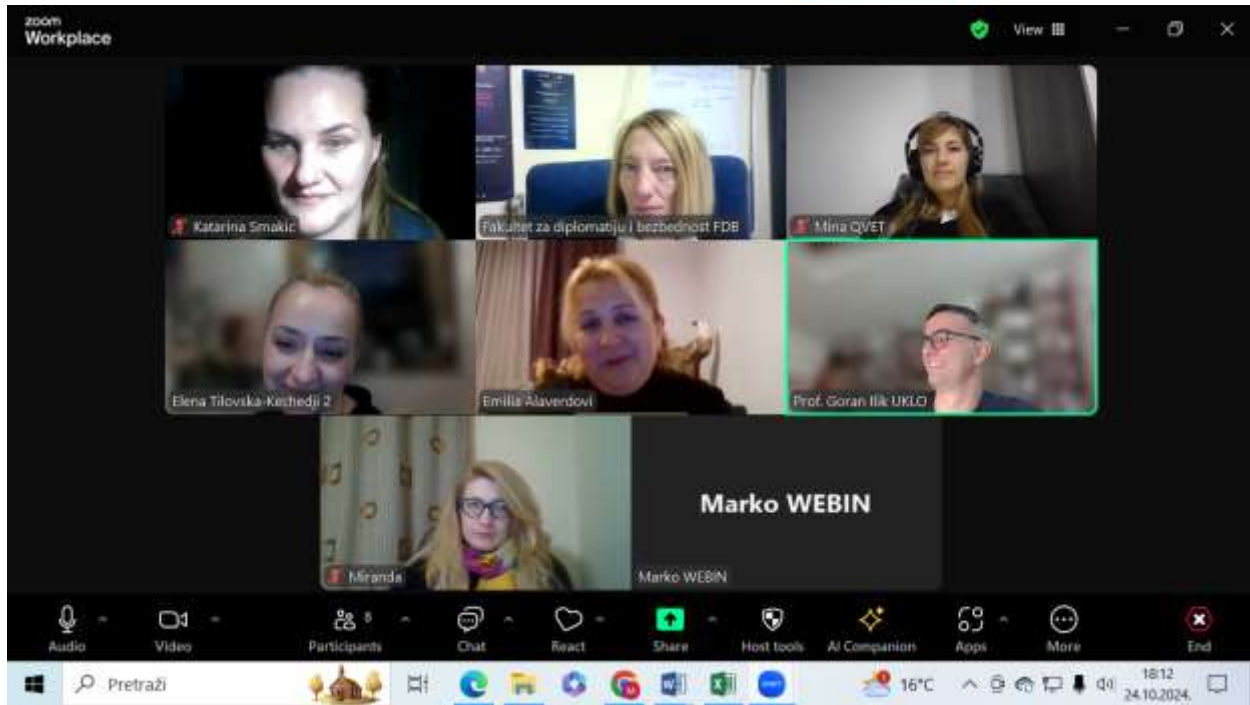 zoom
Workplace
View
Katarina Smakic
Fakultet za diplomatiju i bezbednost FDB
Mina QVET
Elena Tilovska-Kechedji 2
Emilia Alaverdovi
Prof. Goran Ilik UKLO
Miranda
Marko WEBIN
Marko WEBIN
8
Audio
Video
Participants
Chat
React
Share
Host tools
AI Companion
Apps
More
End
Pretraži
16°C
18:12
24.10.2024.